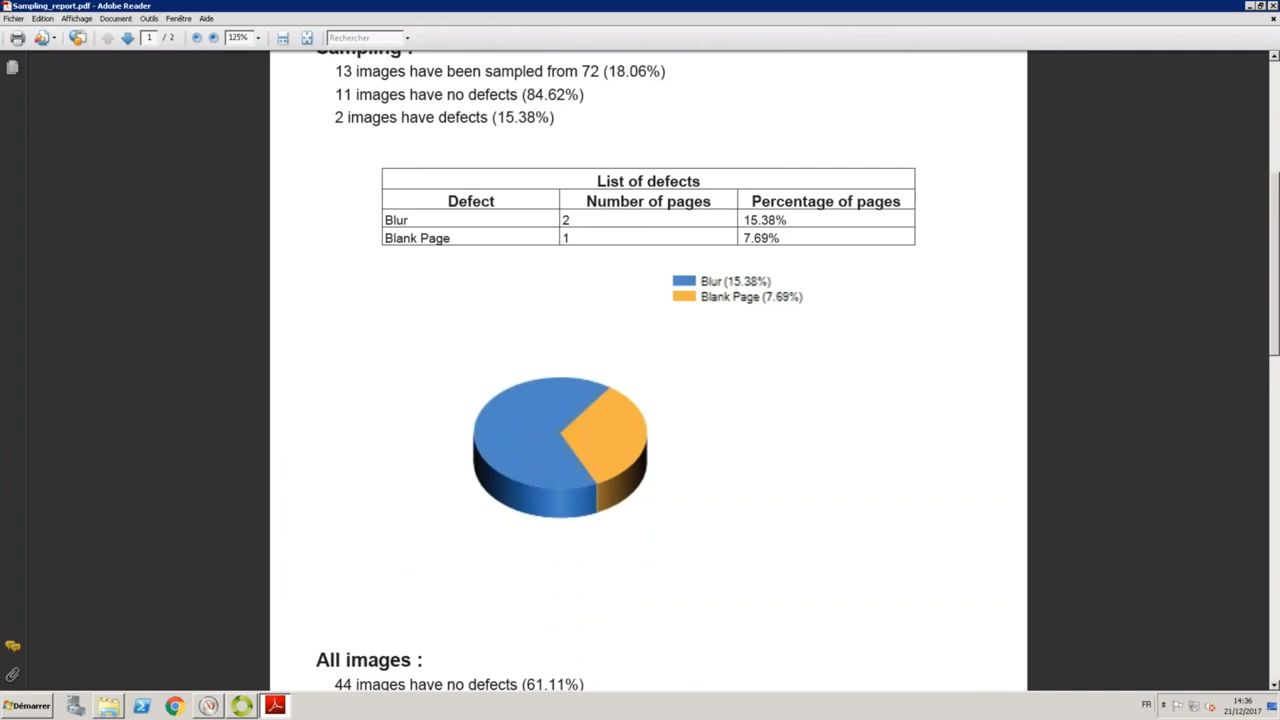 Sampling_report.pdf - Adobe Reader
Fichier Edition Affichage Document Outils Fenêtre Aide
1 / 2 125% Rechercher
Sampling :
13 images have been sampled from 72 (18.06%)
11 images have no defects (84.62%)
2 images have defects (15.38%)
List of defects
Defect Number of pages Percentage of pages
Blur 2 15.38%
Blank Page 1 7.69%
Blur (15.38%)
Blank Page (7.69%)
All images :
44 images have no defects (61.11%)
Démarrer FR 14:36
21/12/2017